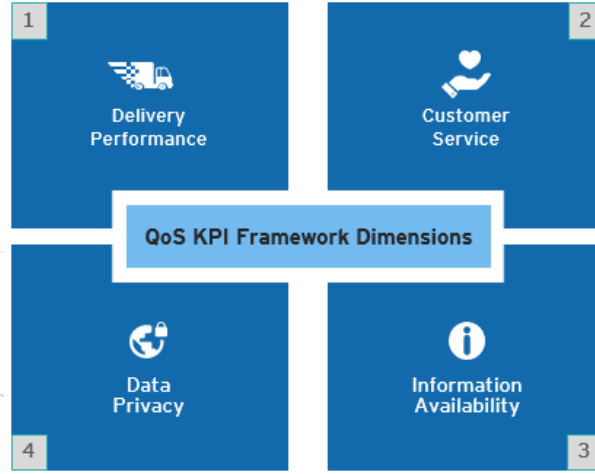 1
Delivery
Performance
2
Customer
Service
QoS KPI Framework Dimensions
Data
Privacy
4
Information
Availability
3